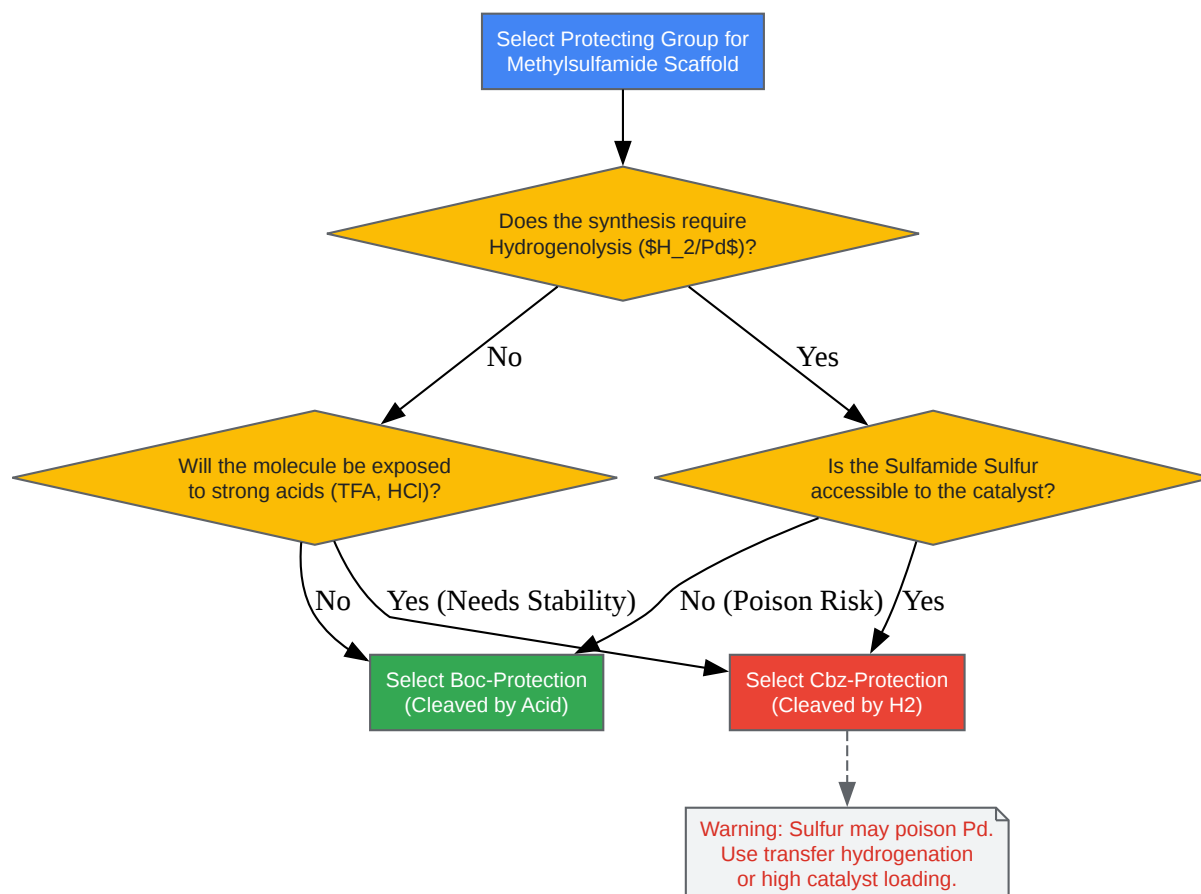 Select Protecting Group for
Methylsulfamide Scaffold
Does the synthesis require
Hydrogenolysis ($H_2/Pd$)?
No
Yes
Will the molecule be exposed
to strong acids (TFA, HCl)?
Is the Sulfamide Sulfur
accessible to the catalyst?
No
Yes (Needs Stability)
No (Poison Risk)
Yes
Select Boc-Protection
(Cleaved by Acid)
Select Cbz-Protection
(Cleaved by H2)
Warning: Sulfur may poison Pd.
Use transfer hydrogenation
or high catalyst loading.